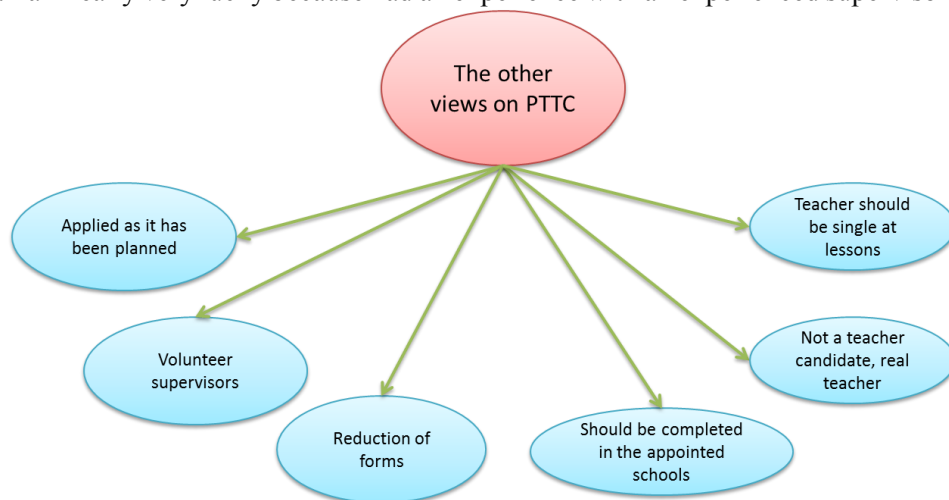 The other
views on PTTC
Applied as it has
been planned
Volunteer
supervisors
Reduction of
forms
Should be completed
in the appointed
schools
Not a teacher
candidate, real
teacher
Teacher should
be single at
lessons